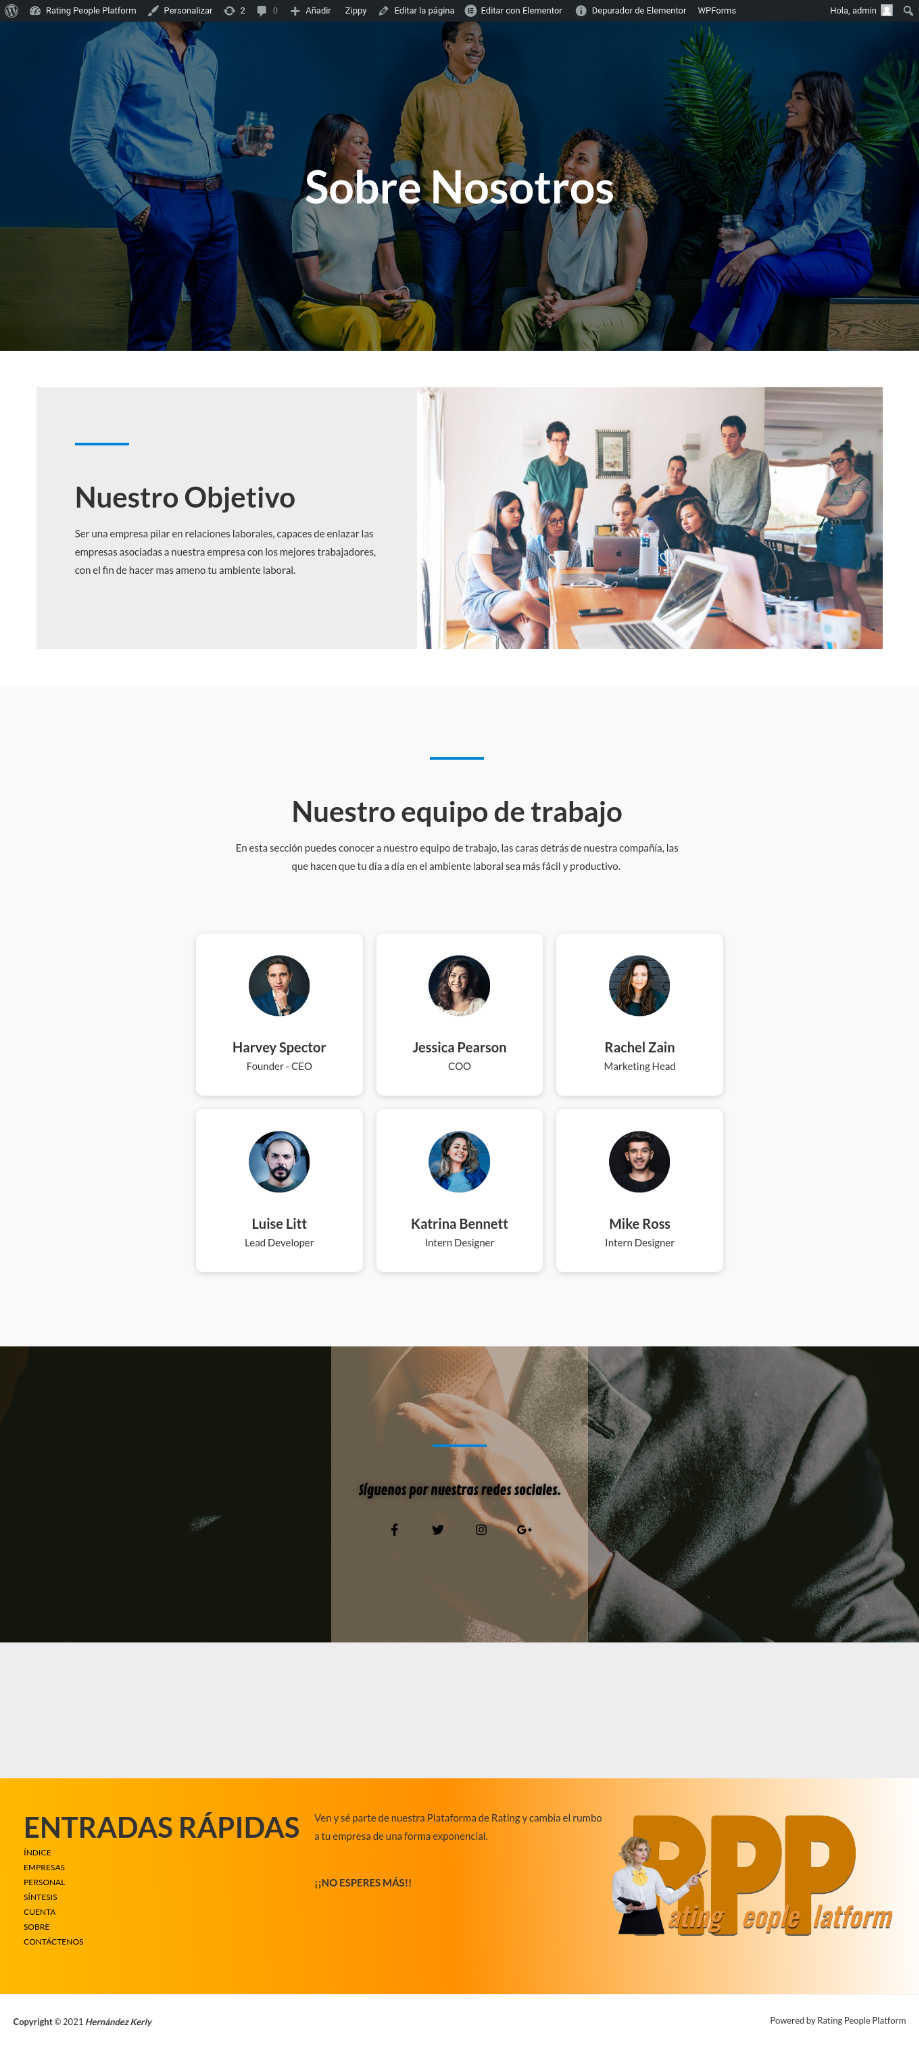 Rating People Platform Personalizar 2 0 Añadir Zippy Editar la página Editar con Elementor Depurador de Elementor WPForms Hola, admin
Sobre Nosotros
Nuestro Objetivo
Ser una empresa pilar en relaciones laborales, capaces de enlazar las
empresas asociadas a nuestra empresa con los mejores trabajadores,
con el fin de hacer mas ameno tu ambiente laboral.
Nuestro equipo de trabajo
En esta sección puedes conocer a nuestro equipo de trabajo, las caras detrás de nuestra compañía, las
que hacen que tu día a día en el ambiente laboral sea más fácil y productivo.
Harvey Spector
Founder - CEO
Jessica Pearson
COO
Rachel Zain
Marketing Head
Luise Litt
Lead Developer
Katrina Bennett
Intern Designer
Mike Ross
Intern Designer
Síguenos por nuestras redes sociales.
ENTRADAS RÁPIDAS
ÍNDICE
EMPRESAS
PERSONAL
SÍNTESIS
CUENTA
SOBRE
CONTÁCTENOS
Ven y sé parte de nuestra Plataforma de Rating y cambia el rumbo
a tu empresa de una forma exponencial.
¡¡NO ESPERES MÁS!!
RPP
ating eople latform
Copyright © 2021 Hernández Kerly
Powered by Rating People Platform